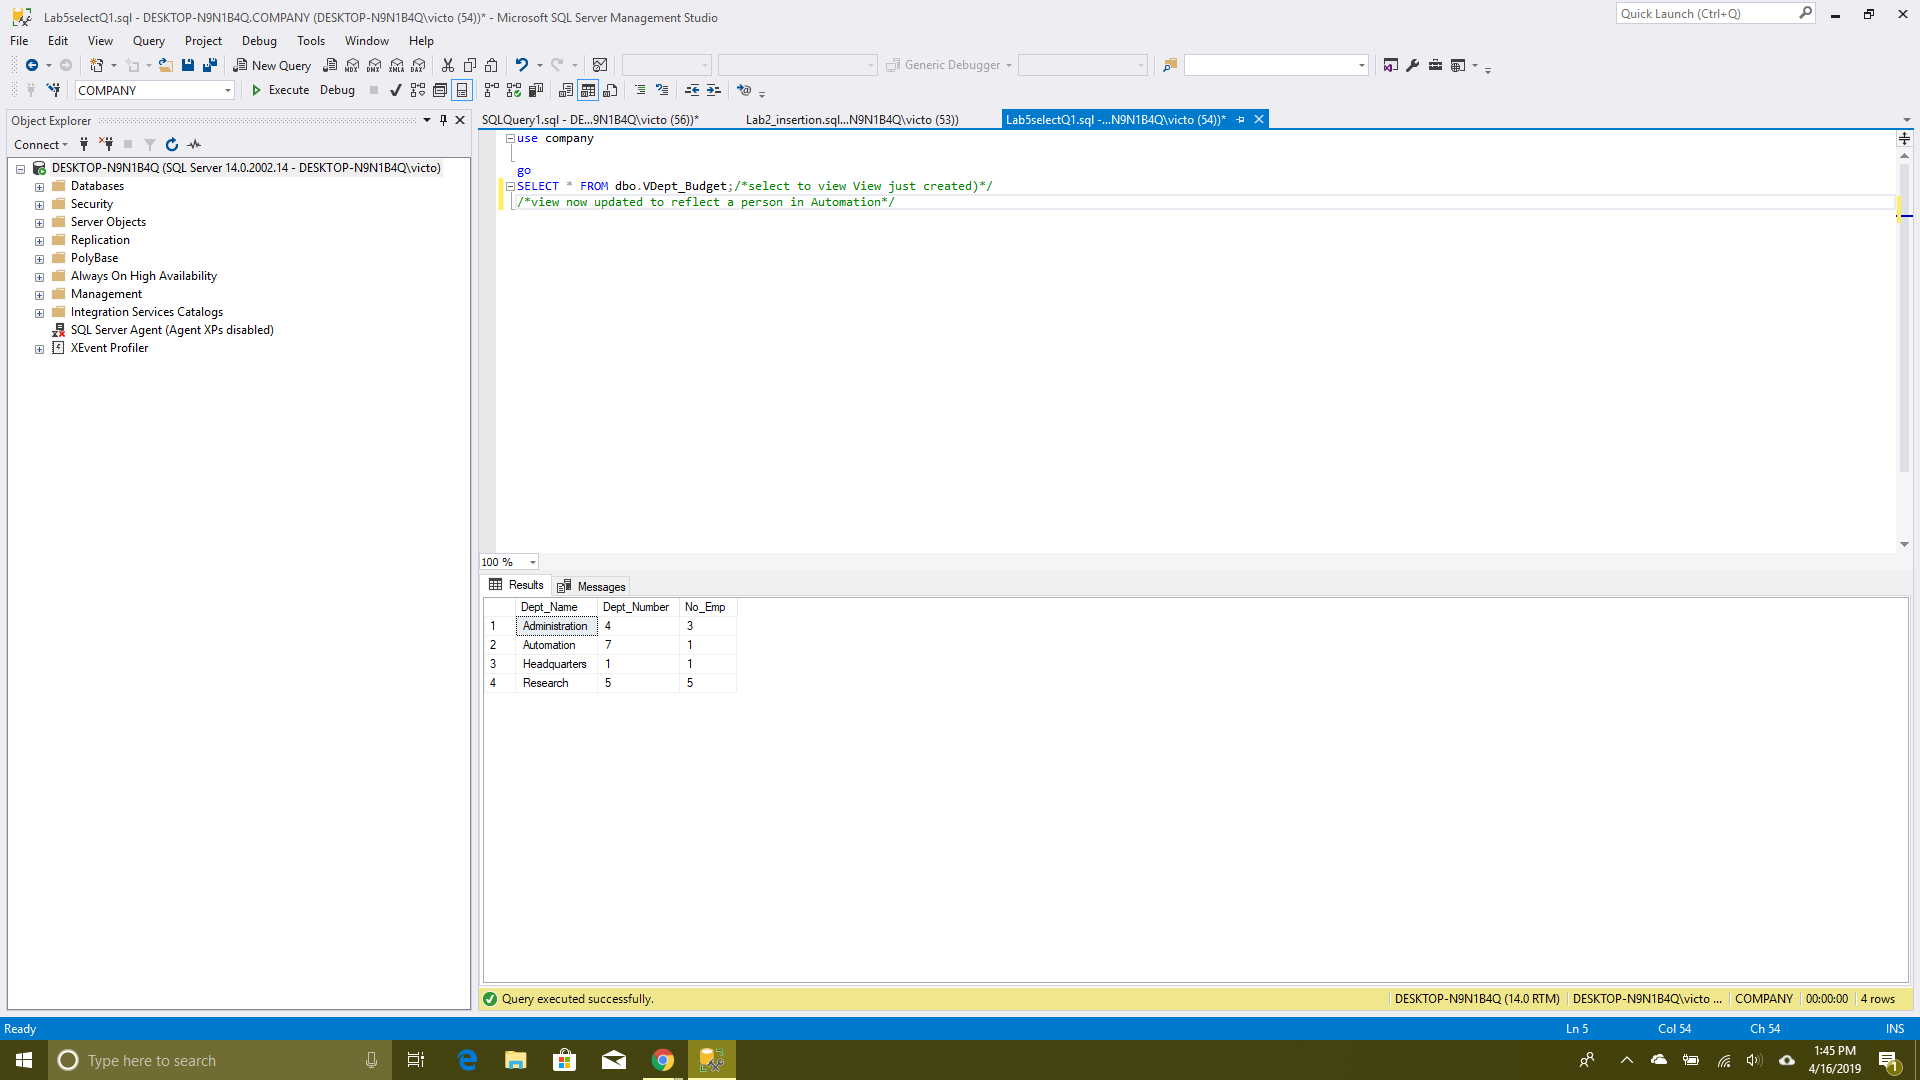 Lab5selectQ1.sql - DESKTOP-N9N1B4Q.COMPANY (DESKTOP-N9N1B4Q\victo (54))* - Microsoft SQL Server Management Studio
Quick Launch (Ctrl+Q)
File Edit View Query Project Debug Tools Window Help
New Query
MDX DMX XMLA DAX
Generic Debugger
COMPANY
Execute Debug
Object Explorer
Connect
DESKTOP-N9N1B4Q (SQL Server 14.0.2002.14 - DESKTOP-N9N1B4Q\victo)
Databases
Security
Server Objects
Replication
PolyBase
Always On High Availability
Management
Integration Services Catalogs
SQL Server Agent (Agent XPs disabled)
XEvent Profiler
SQLQuery1.sql - DE...9N1B4Q\victo (56))*
Lab2_insertion.sql...N9N1B4Q\victo (53))
Lab5selectQ1.sql -...N9N1B4Q\victo (54))*
use company
go
SELECT * FROM dbo.VDept_Budget;/*select to view View just created)*/
/*view now updated to reflect a person in Automation*/
100 %
Results Messages
Dept_Name Dept_Number No_Emp
1 Administration 4 3
2 Automation 7 1
3 Headquarters 1 1
4 Research 5 5
Query executed successfully.
DESKTOP-N9N1B4Q (14.0 RTM) DESKTOP-N9N1B4Q\victo ... COMPANY 00:00:00 4 rows
Ready
Ln 5 Col 54 Ch 54 INS
Type here to search
1:45 PM
4/16/2019
1